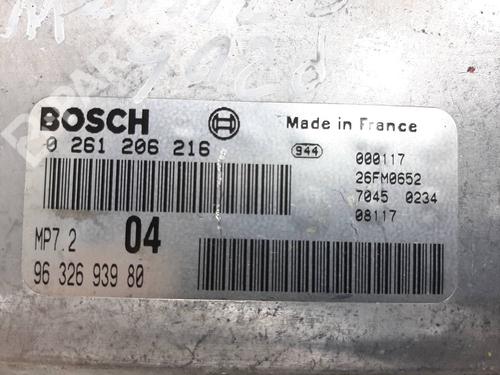 BOSCH
Made in France
0 261 206 216
944
000117
26FM0652
7045 0234
08117
MP7.2 04
96 326 939 80